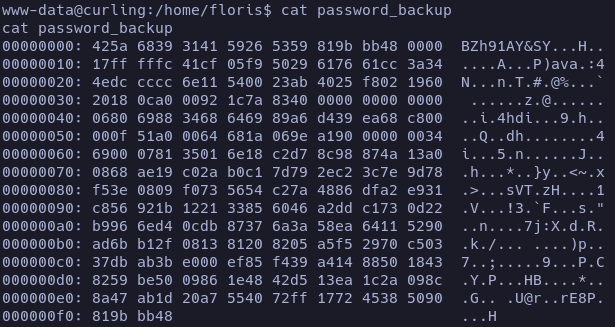 www-data@curling:/home/floris$ cat password_backup
cat password_backup
00000000: 425a 6839 3141 5926 5359 819b bb48 0000  BZh91AY&SY...H..
00000010: 17ff fffc 41cf 05f9 5029 6176 61cc 3a34  ....A...P)ava.:4
00000020: 4edc cccc 6e11 5400 23ab 4025 f802 1960  N...n.T.#.@%...`
00000030: 2018 0ca0 0092 1c7a 8340 0000 0000 0000   ......z.@......
00000040: 0680 6988 3468 6469 89a6 d439 ea68 c800  ..i.4hdi...9.h..
00000050: 000f 51a0 0064 681a 069e a190 0000 0034  ..Q..dh........4
00000060: 6900 0781 3501 6e18 c2d7 8c98 874a 13a0  i...5.n......J..
00000070: 0868 ae19 c02a b0c1 7d79 2ec2 3c7e 9d78  .h...*..}y..<~.x
00000080: f53e 0809 f073 5654 c27a 4886 dfa2 e931  .>...sVT.zH....1
00000090: c856 921b 1221 3385 6046 a2dd c173 0d22  .V...!3.`F...s."
000000a0: b996 6ed4 0cdb 8737 6a3a 58ea 6411 5290  ..n....7j:X.d.R.
000000b0: ad6b b12f 0813 8120 8205 a5f5 2970 c503  .k./... ....)p..
000000c0: 37db ab3b e000 ef85 f439 a414 8850 1843  7..;.....9...P.C
000000d0: 8259 be50 0986 1e48 42d5 13ea 1c2a 098c  .Y.P...HB....*..
000000e0: 8a47 ab1d 20a7 5540 72ff 1772 4538 5090  .G.. .U@r..rE8P.
000000f0: 819b bb48  ...H